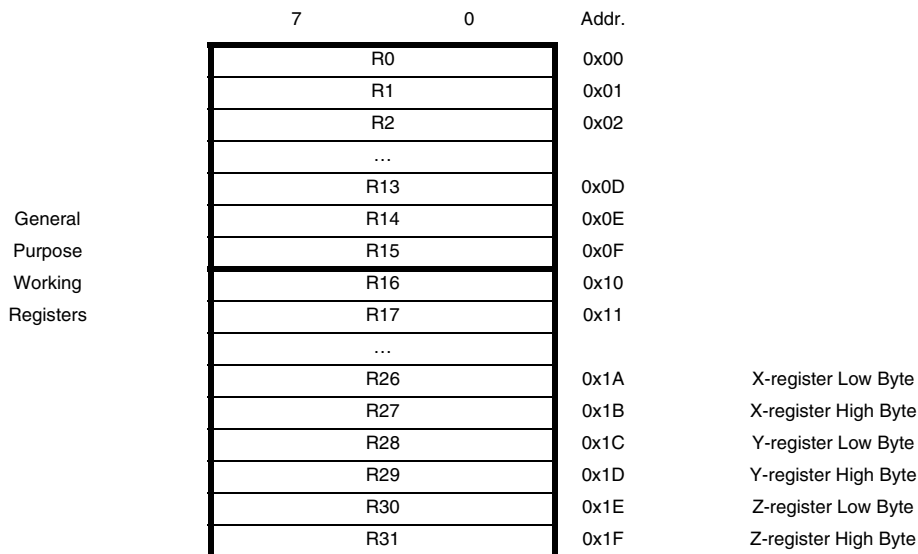 7 0 Addr.
R0 0x00
R1 0x01
R2 0x02
…
R13 0x0D
General R14 0x0E
Purpose R15 0x0F
Working R16 0x10
Registers R17 0x11
…
R26 0x1A X-register Low Byte
R27 0x1B X-register High Byte
R28 0x1C Y-register Low Byte
R29 0x1D Y-register High Byte
R30 0x1E Z-register Low Byte
R31 0x1F Z-register High Byte